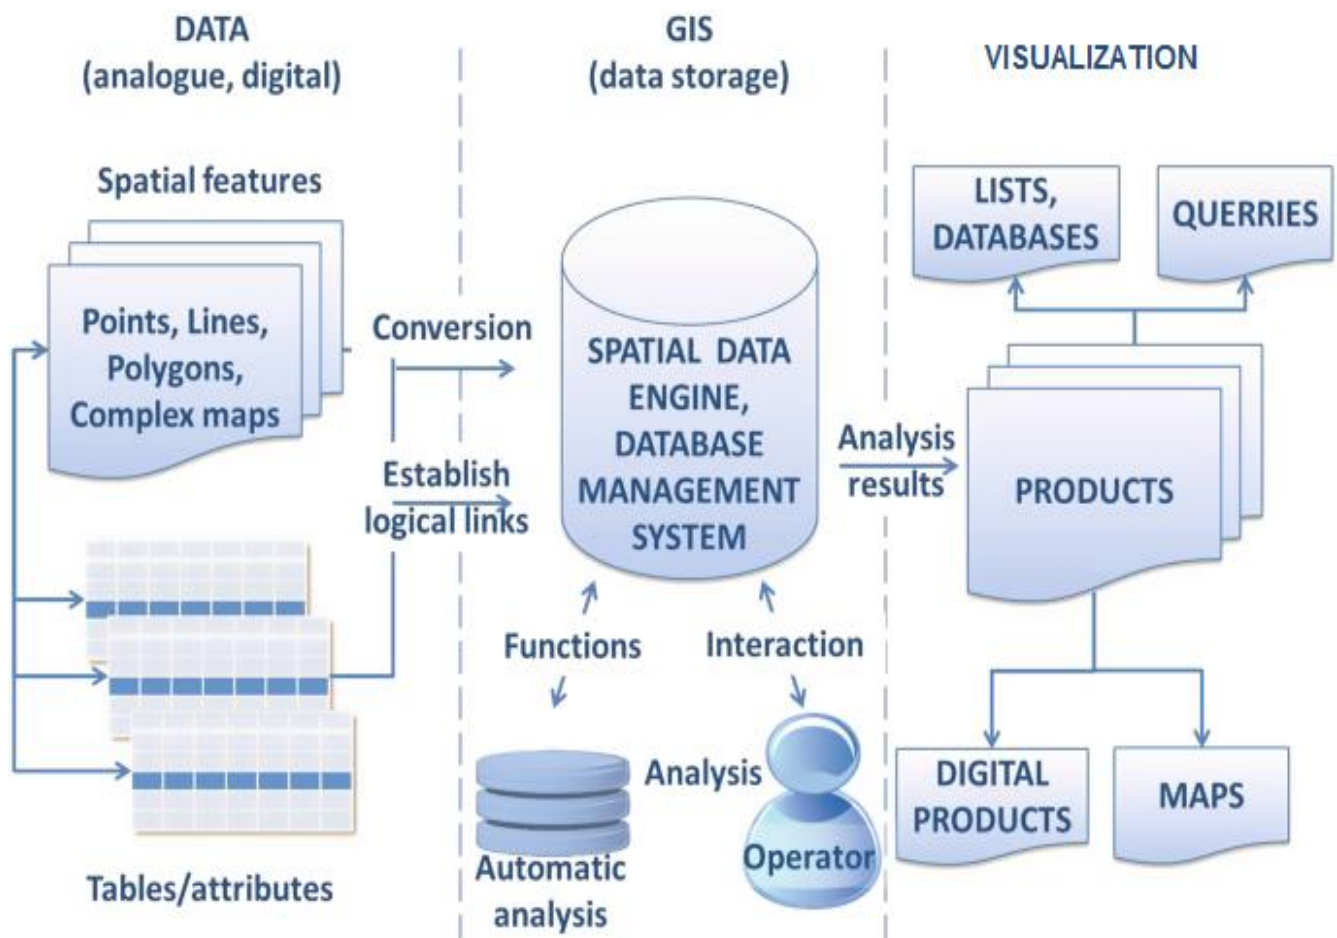 DATA
(analogue, digital)
Spatial features
Points, Lines,
Polygons,
Complex maps
Conversion
Establish
logical links
Tables/attributes
GIS
(data storage)
SPATIAL DATA
ENGINE,
DATABASE
MANAGEMENT
SYSTEM
Functions
Interaction
Analysis
Automatic
analysis
Operator
Analysis
results
VISUALIZATION
LISTS,
DATABASES
QUERRIES
PRODUCTS
DIGITAL
PRODUCTS
MAPS